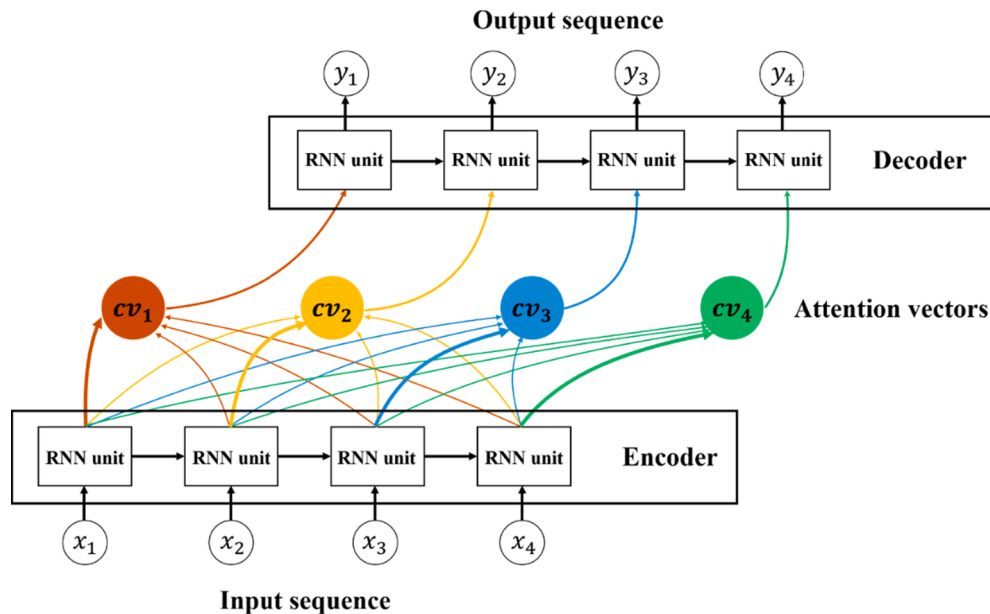 Output sequence
y₁ y₂ y₃ y₄
RNN unit RNN unit RNN unit RNN unit Decoder
cv₁ cv₂ cv₃ cv₄ Attention vectors
RNN unit RNN unit RNN unit RNN unit Encoder
x₁ x₂ x₃ x₄
Input sequence